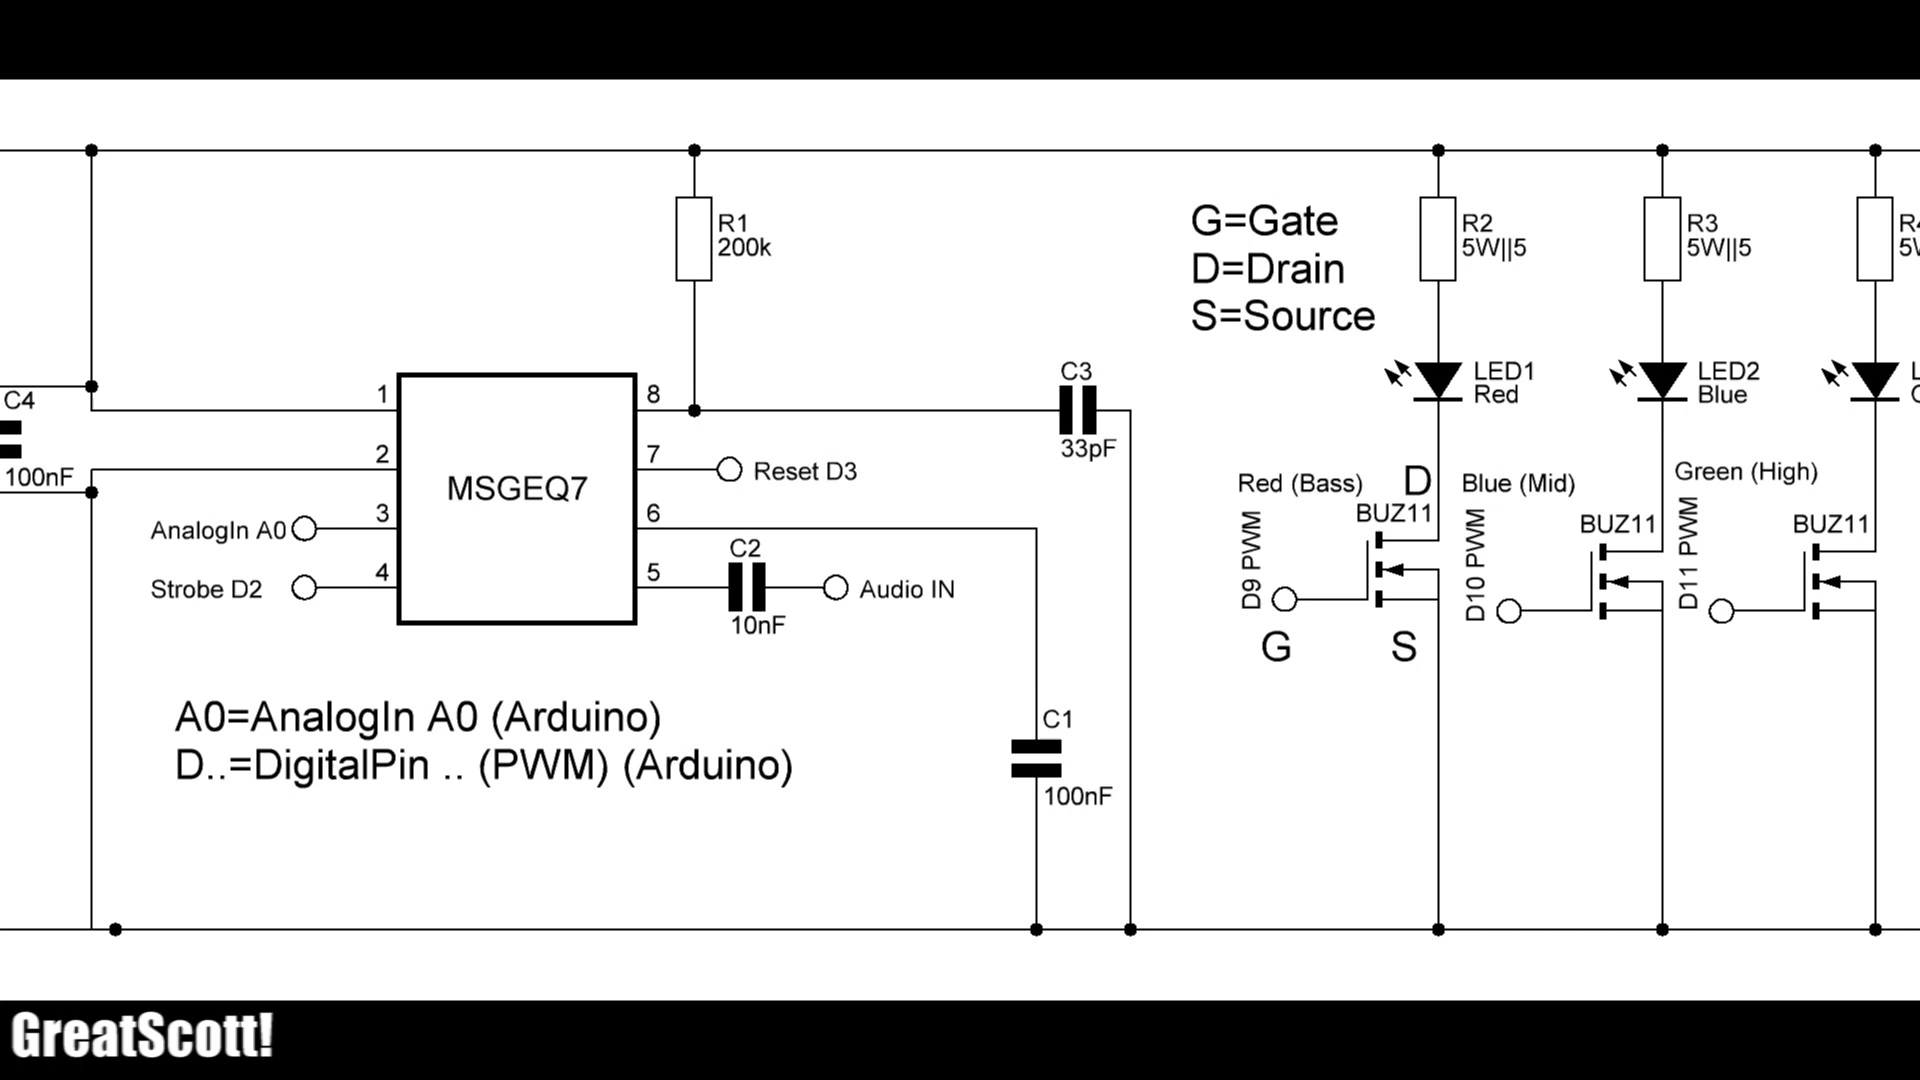 R1
200k
G=Gate
D=Drain
S=Source
R2
5W||5
R3
5W||5
C4
100nF
1
2
3
4
MSGEQ7
8
7
6
5
Reset D3
AnalogIn A0
Strobe D2
C2
10nF
Audio IN
C3
33pF
C1
100nF
A0=AnalogIn A0 (Arduino)
D..=DigitalPin .. (PWM) (Arduino)
LED1
Red
LED2
Blue
Red (Bass)
D
BUZ11
D9 PWM
G
S
Blue (Mid)
BUZ11
D10 PWM
Green (High)
BUZ11
D11 PWM
GreatScott!